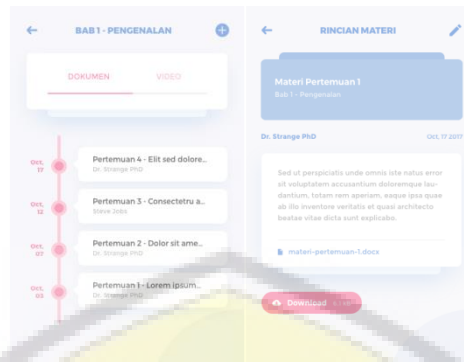 BAB 1 - PENGENALAN
DOKUMEN
VIDEO
Oct, 17
Pertemuan 4 - Elit sed dolore...
Dr. Strange PhD
Oct, 12
Pertemuan 3 - Consectetru a...
Steve Jobs
Oct, 07
Pertemuan 2 - Dolor sit ame...
Dr. Strange PhD
Oct, 03
Pertemuan 1 - Lorem ipsum...
Dr. Strange PhD
RINCIAN MATERI
Materi Pertemuan 1
Bab 1 - Pengenalan
Dr. Strange PhD
Oct, 17 2017
Sed ut perspiciatis unde omnis iste natus error
sit voluptatem accusantium doloremque lau-
dantium, totam rem aperiam, eaque ipsa quae
ab illo inventore veritatis et quasi architecto
beatae vitae dicta sunt explicabo.
materi-pertemuan-1.docx
Download